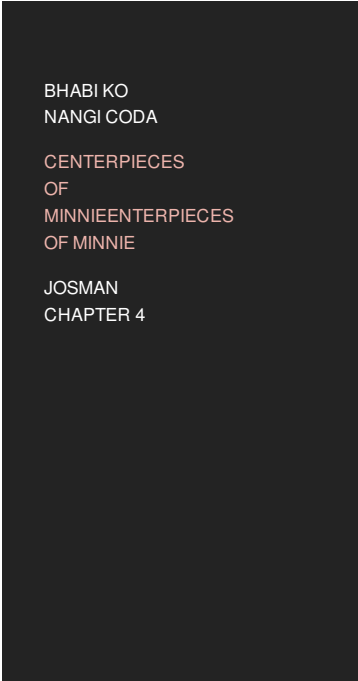 BHABI KO
NANGI CODA
CENTERPIECES
OF
MINNIEENTERPIECES
OF MINNIE
JOSMAN
CHAPTER 4